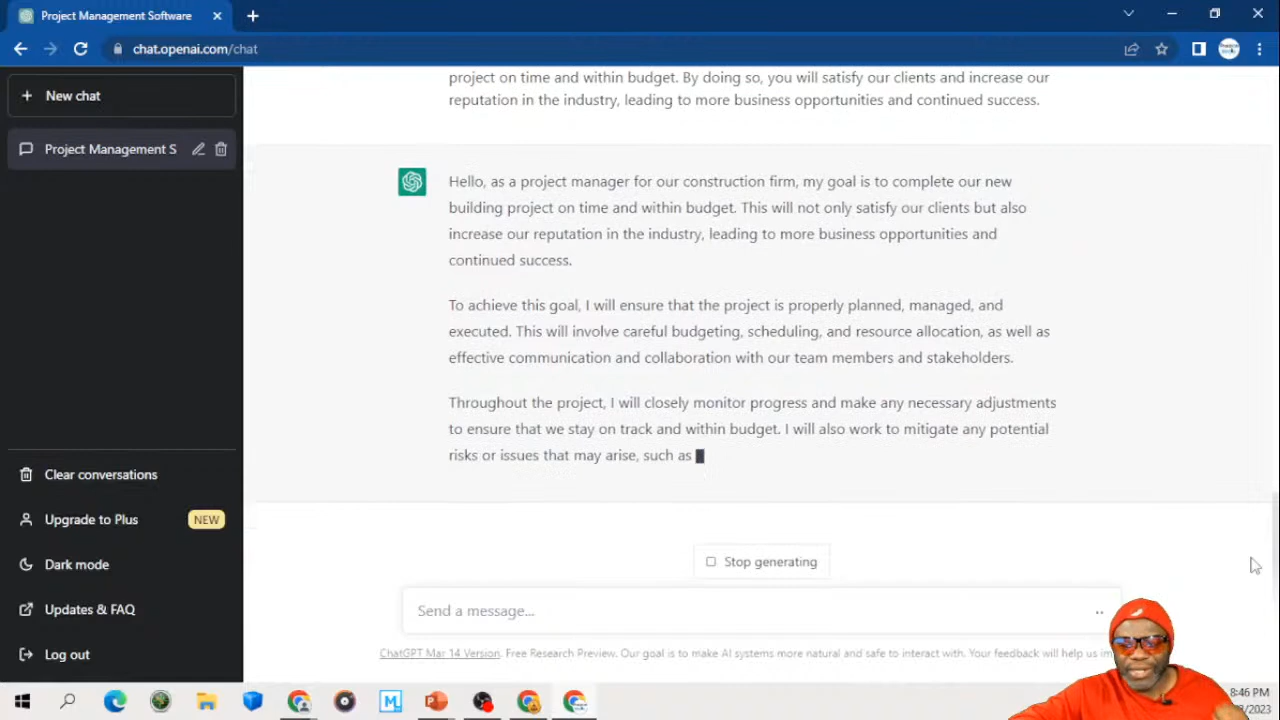 Project Management Software
chat.openai.com/chat
New chat
Project Management S
Clear conversations
Upgrade to Plus
NEW
Dark mode
Updates & FAQ
Log out
project on time and within budget. By doing so, you will satisfy our clients and increase our
reputation in the industry, leading to more business opportunities and continued success.
Hello, as a project manager for our construction firm, my goal is to complete our new
building project on time and within budget. This will not only satisfy our clients but also
increase our reputation in the industry, leading to more business opportunities and
continued success.
To achieve this goal, I will ensure that the project is properly planned, managed, and
executed. This will involve careful budgeting, scheduling, and resource allocation, as well as
effective communication and collaboration with our team members and stakeholders.
Throughout the project, I will closely monitor progress and make any necessary adjustments
to ensure that we stay on track and within budget. I will also work to mitigate any potential
risks or issues that may arise, such as
Stop generating
Send a message...
ChatGPT Mar 14 Version. Free Research Preview. Our goal is to make AI systems more natural and safe to interact with. Your feedback will help us
8:46 PM
/2023